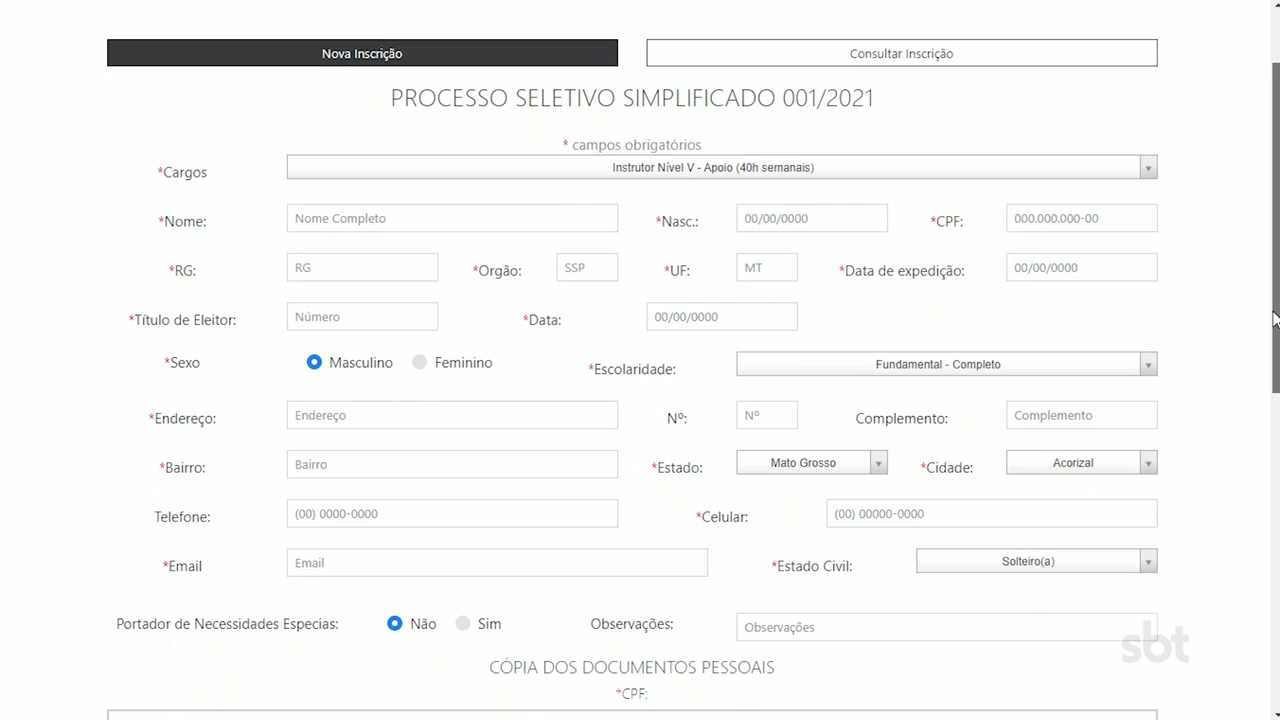 Nova Inscrição Consultar Inscrição
PROCESSO SELETIVO SIMPLIFICADO 001/2021
* campos obrigatórios
*Cargos Instrutor Nível V - Apoio (40h semanais)
*Nome: Nome Completo *Nasc.: 00/00/0000 *CPF: 000.000.000-00
*RG: RG *Orgão: SSP *UF: MT *Data de expedição: 00/00/0000
*Título de Eleitor: Número *Data: 00/00/0000
*Sexo Masculino Feminino *Escolaridade: Fundamental - Completo
*Endereço: Endereço Nº: Nº Complemento: Complemento
*Bairro: Bairro *Estado: Mato Grosso *Cidade: Acorizal
Telefone: (00) 0000-0000 *Celular: (00) 00000-0000
*Email Email *Estado Civil: Solteiro(a)
Portador de Necessidades Especias: Não Sim Observações: Observações
sbt
CÓPIA DOS DOCUMENTOS PESSOAIS
*CPF: